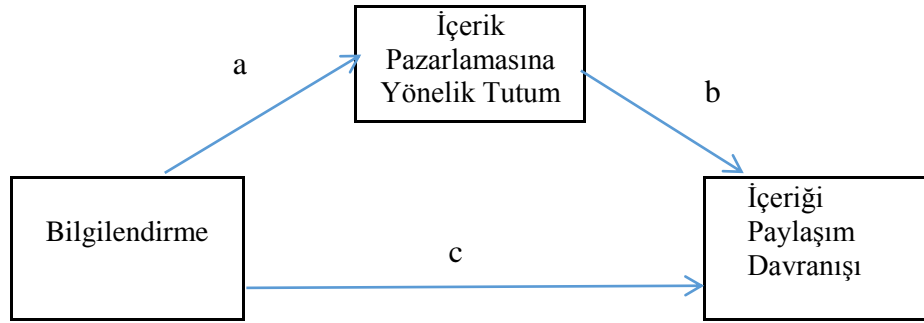 İçerik
Pazarlamasına
Yönelik Tutum
a
b
Bilgilendirme
İçeriği
Paylaşım
Davranışı
c